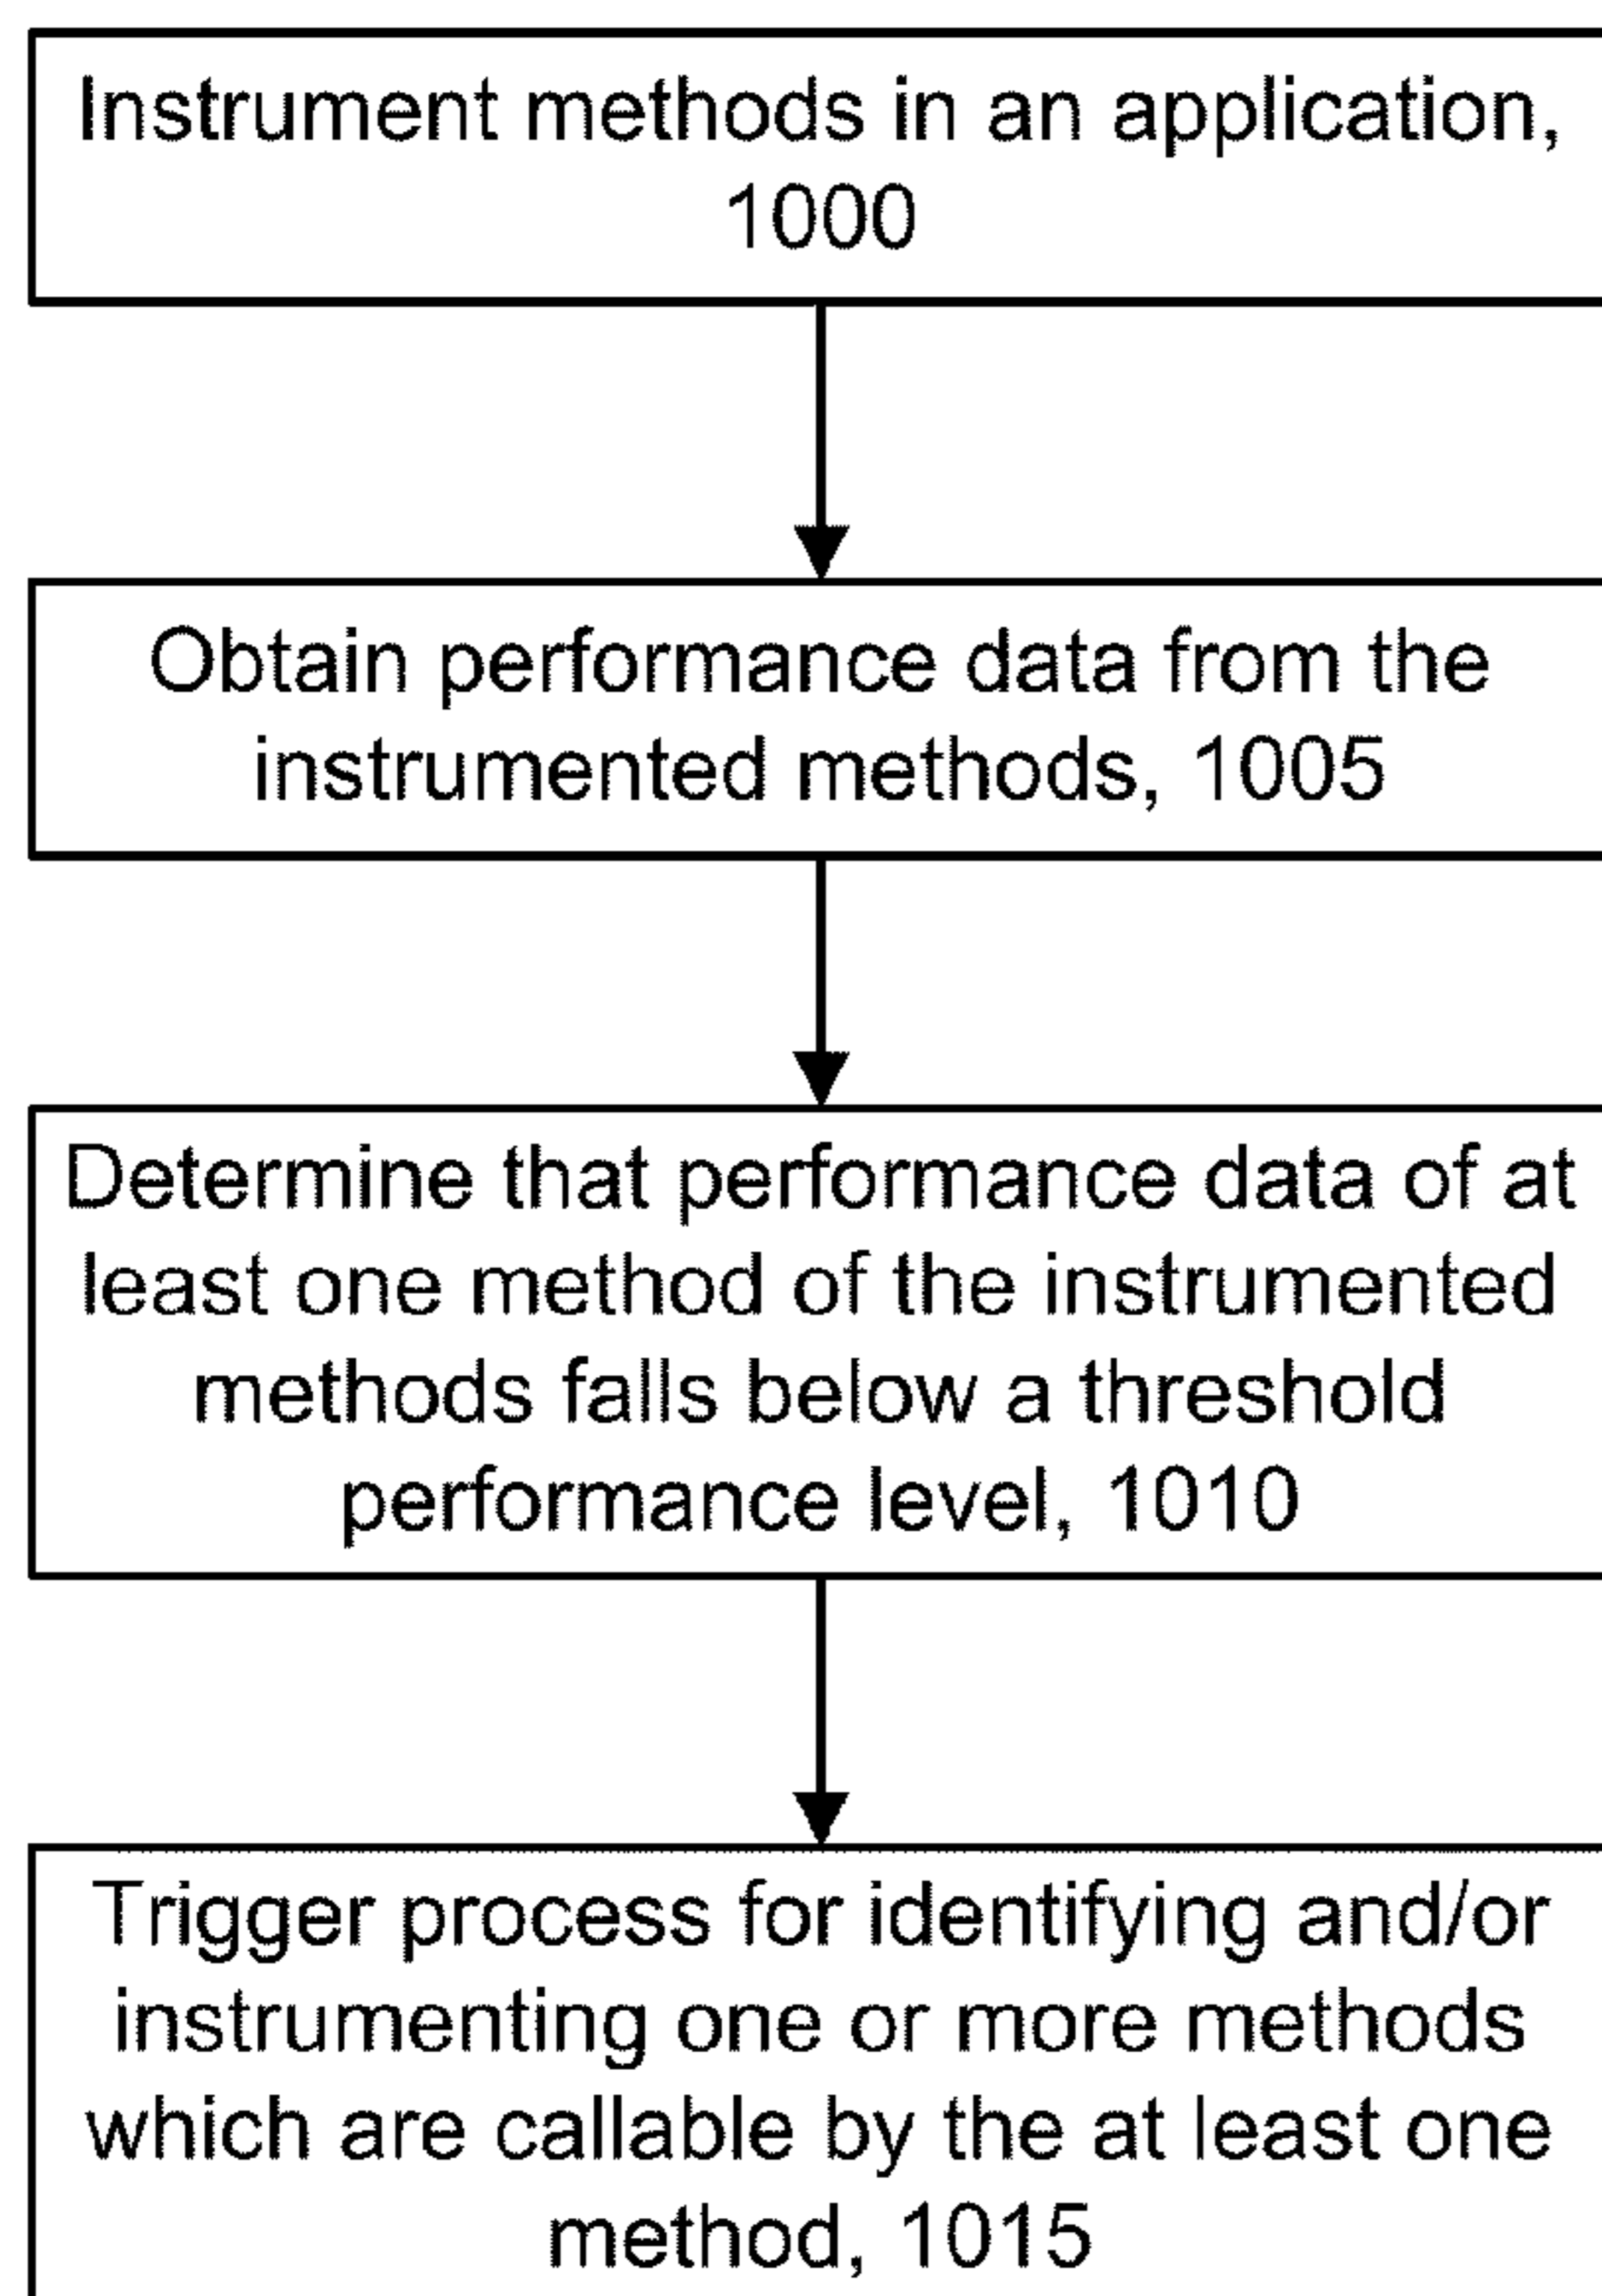 Instrument methods in an application,
1000
Obtain performance data from the
instrumented methods, 1005
Determine that performance data of at
least one method of the instrumented
methods falls below a threshold
performance level, 1010
Trigger process for identifying and/or
instrumenting one or more methods
which are callable by the at least one
method, 1015